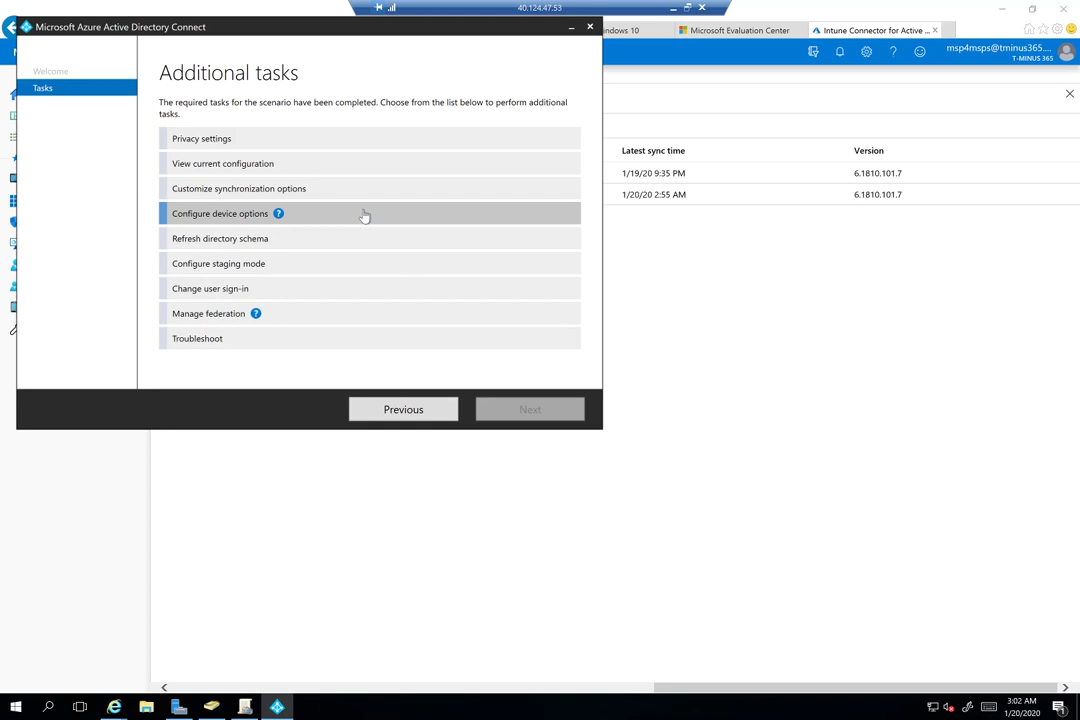 40.124.47.53
Microsoft Azure Active Directory Connect
ndows 10
Microsoft Evaluation Center
Intune Connector for Active ...
msp4msps@tminus365....
T-MINUS 365
Welcome
Tasks
Additional tasks
The required tasks for the scenario have been completed. Choose from the list below to perform additional
tasks.
Privacy settings
View current configuration
Customize synchronization options
Configure device options
Refresh directory schema
Configure staging mode
Change user sign-in
Manage federation
Troubleshoot
Previous
Next
Latest sync time
Version
1/19/20 9:35 PM
6.1810.101.7
1/20/20 2:55 AM
6.1810.101.7
3:02 AM
1/20/2020